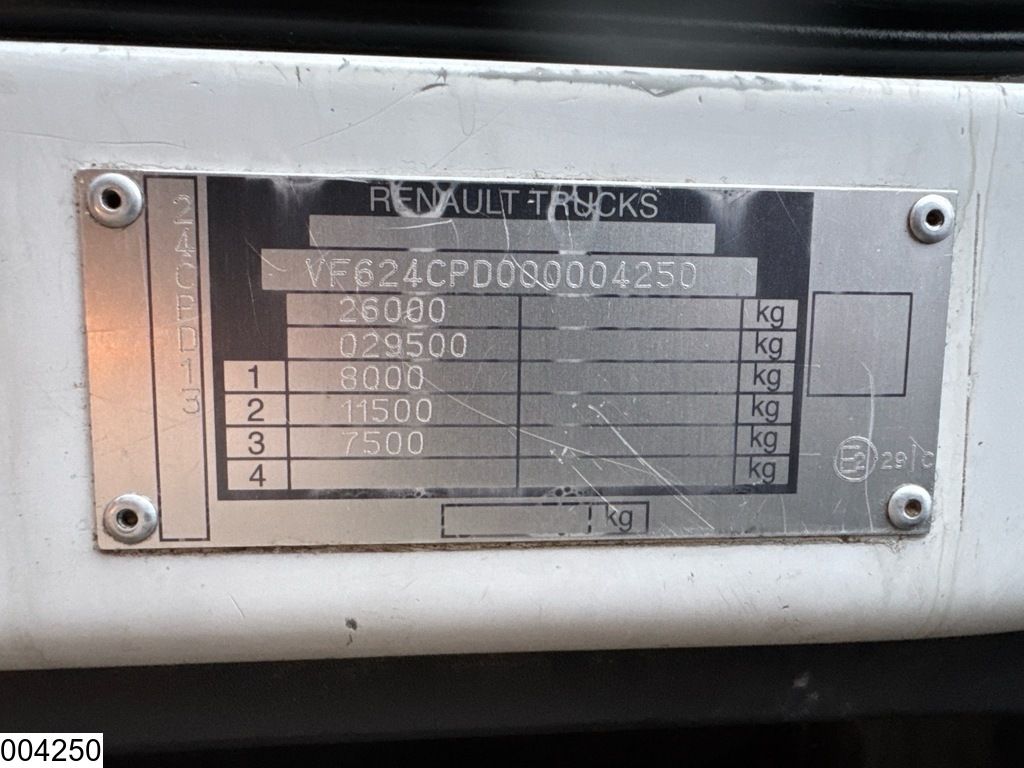 RENAULT TRUCKS
24CPD13
VF624CPD000004250
26000 kg
029500 kg
1 8000 kg
2 11500 kg
3 7500 kg
4 kg
kg
E2 29/C
004250